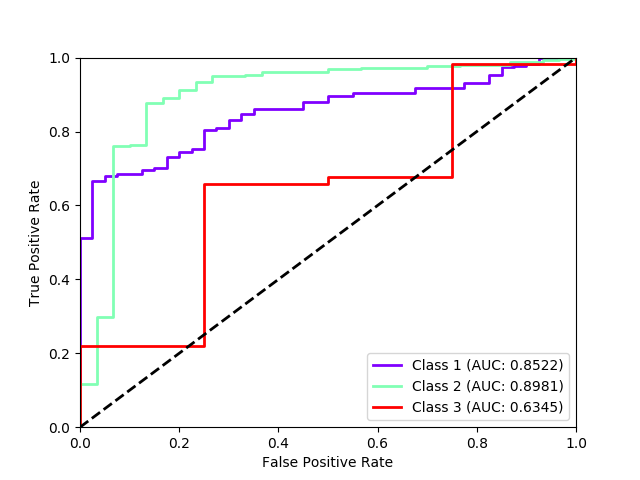 1.0
0.8
0.6
0.4
0.2
0.0
True Positive Rate
Class 1 (AUC: 0.8522)
Class 2 (AUC: 0.8981)
Class 3 (AUC: 0.6345)
0.0 0.2 0.4 0.6 0.8 1.0
False Positive Rate